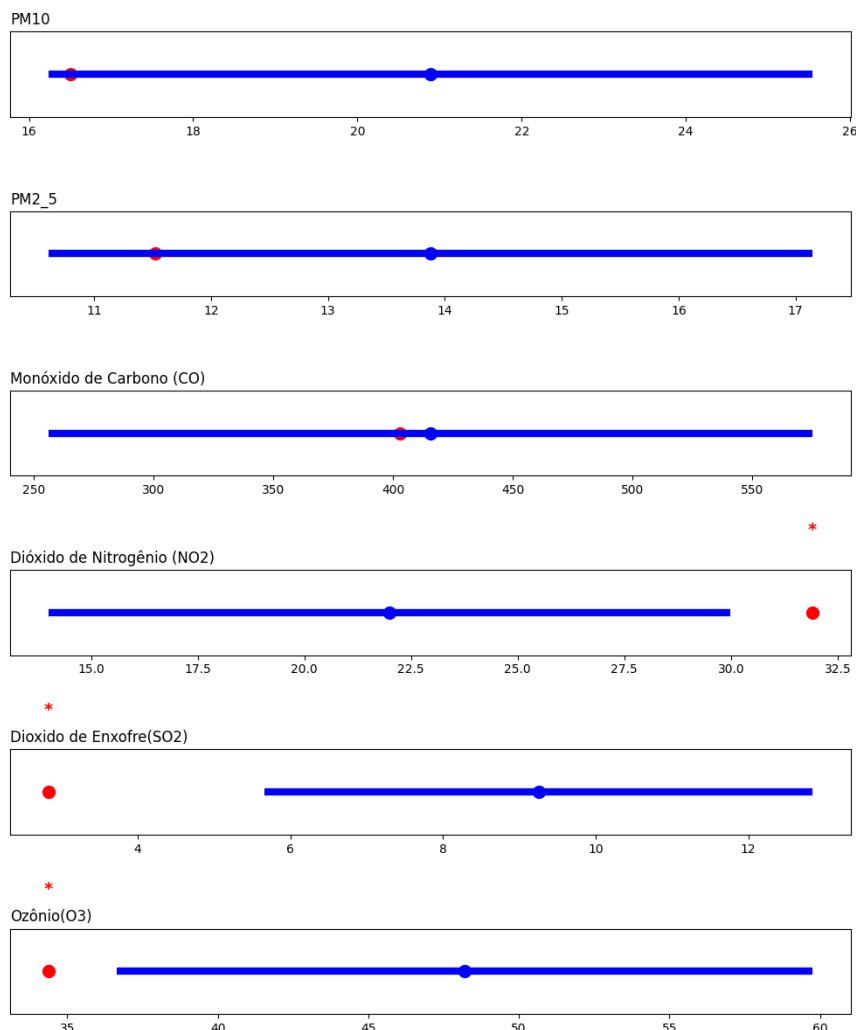 PM10
16 18 20 22 24 26
PM2_5
11 12 13 14 15 16 17
Monóxido de Carbono (CO)
250 300 350 400 450 500 550
*
Dióxido de Nitrogênio (NO2)
15.0 17.5 20.0 22.5 25.0 27.5 30.0 32.5
*
Dioxido de Enxofre(SO2)
4 6 8 10 12
*
Ozônio(O3)
35 40 45 50 55 60